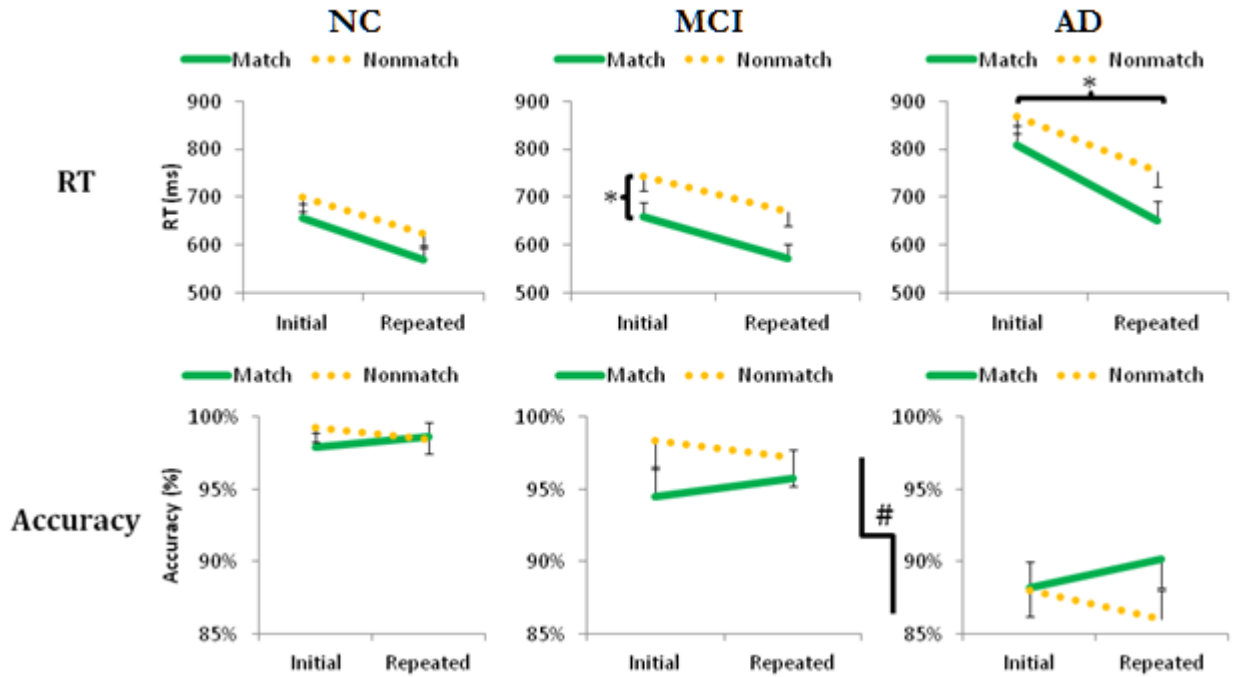 NC MCI AD
Match Nonmatch Match Nonmatch Match Nonmatch
RT
RT (ms)
900
800
700
600
500
Initial Repeated
900
800
700
600
500
*
Initial Repeated
900
800
700
600
500
*
Initial Repeated
Match Nonmatch Match Nonmatch Match Nonmatch
Accuracy
Accuracy (%)
100%
95%
90%
85%
Initial Repeated
100%
95%
90%
85%
Initial Repeated
#
100%
95%
90%
85%
Initial Repeated